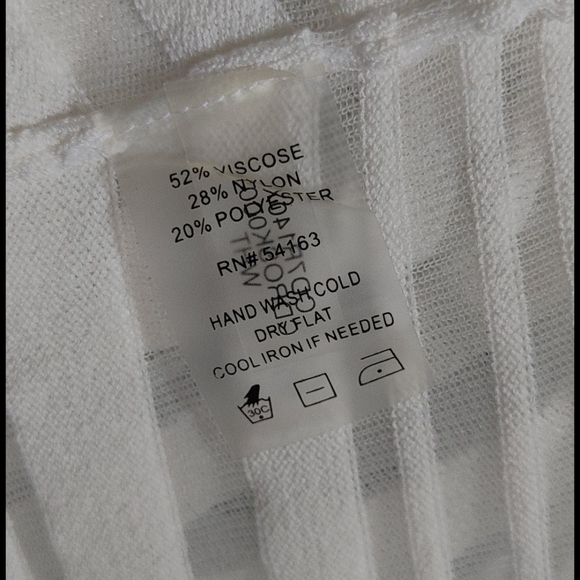 52% VISCOSE
28% NYLON
20% POLYESTER
RN# 54163
HAND WASH COLD
DRY FLAT
COOL IRON IF NEEDED
30C